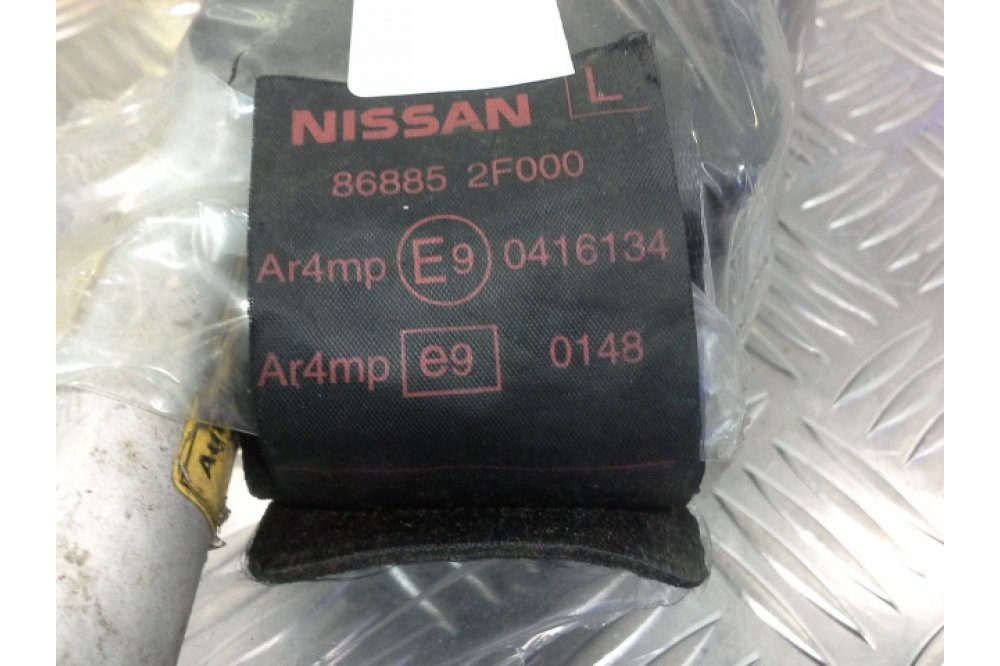 NISSAN L
86885 2F000
Ar4mp E9 0416134
Ar4mp e9 0148